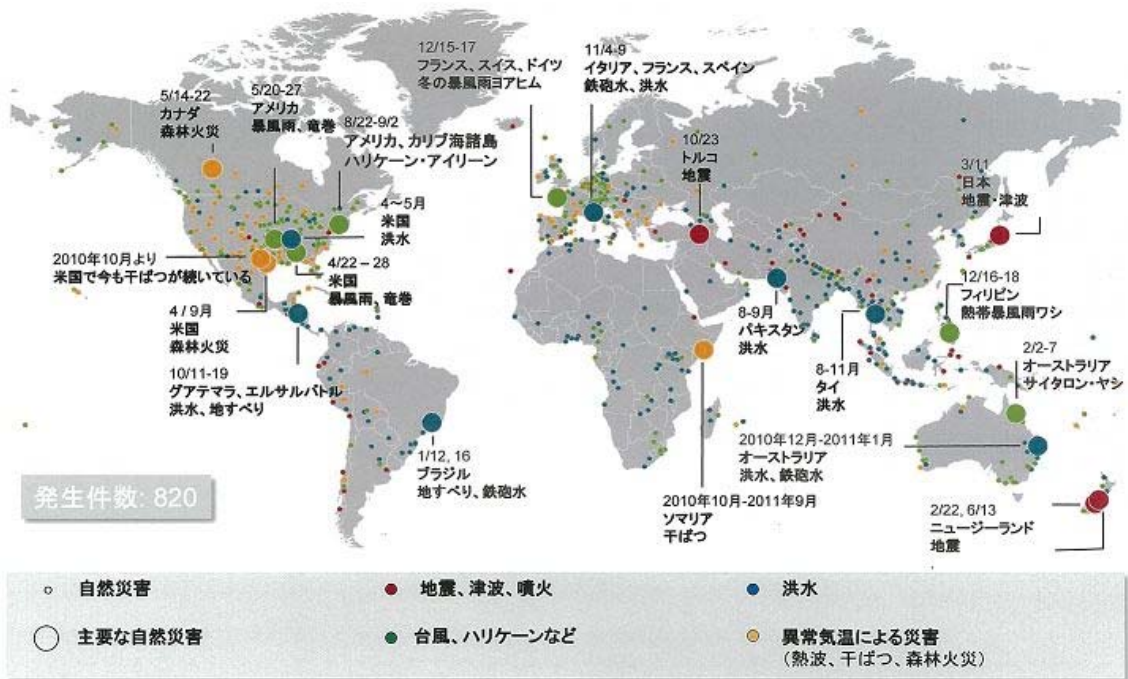 12/15-17
フランス、スイス、ドイツ
冬の暴風雨ヨアヒム
11/4-9
イタリア、フランス、スペイン
鉄砲水、洪水
5/14-22
カナダ
森林火災
5/20-27
アメリカ
暴風雨、竜巻
8/22-9/2
アメリカ、カリブ海諸島
ハリケーン・アイリーン
10/23
トルコ
地震
3/11
日本
地震・津波
4～5月
米国
洪水
2010年10月より
米国で今も干ばつが続いている
4/22－28
米国
暴風雨、竜巻
12/16-18
フィリピン
熱帯暴風雨ワシ
4/9月
米国
森林火災
8-9月
パキスタン
洪水
10/11-19
グアテマラ、エルサルバトル
洪水、地すべり
8-11月
タイ
洪水
2/2-7
オーストラリア
サイタロン・ヤシ
1/12, 16
ブラジル
地すべり、鉄砲水
2010年12月-2011年1月
オーストラリア
洪水、鉄砲水
発生件数: 820
2010年10月-2011年9月
ソマリア
干ばつ
2/22, 6/13
ニュージーランド
地震
自然災害
地震、津波、噴火
洪水
主要な自然災害
台風、ハリケーンなど
異常気温による災害
(熱波、干ばつ、森林火災)